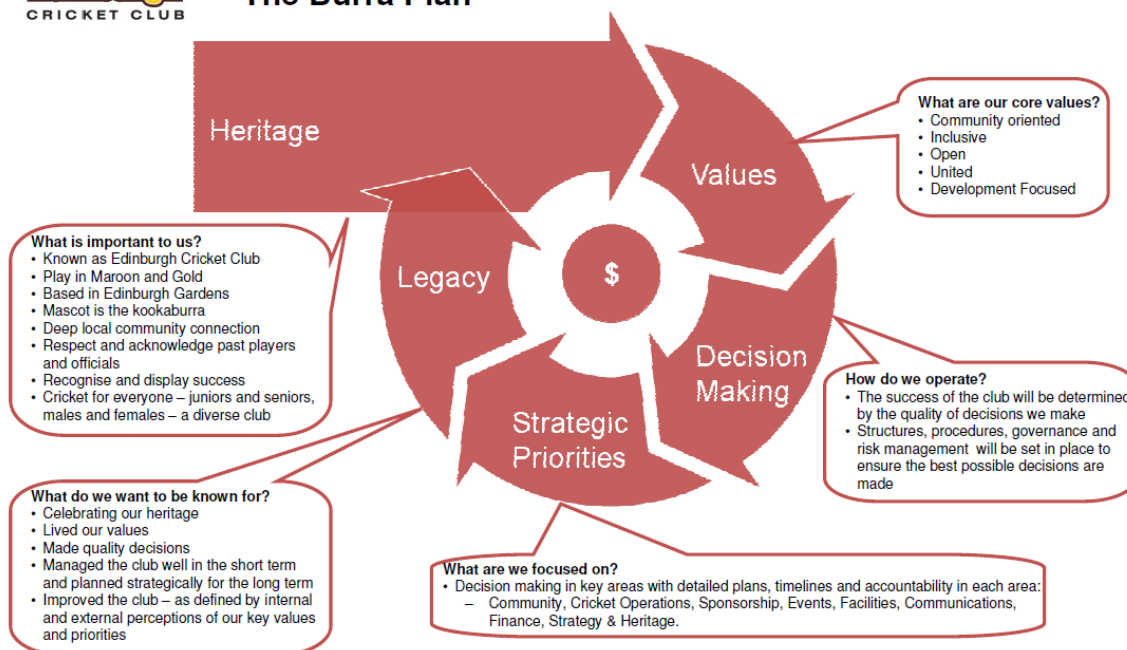 CRICKET CLUB
The Burra Plan
Heritage
Values
$
Legacy
Decision
Making
Strategic
Priorities
What are our core values?
• Community oriented
• Inclusive
• Open
• United
• Development Focused
What is important to us?
• Known as Edinburgh Cricket Club
• Play in Maroon and Gold
• Based in Edinburgh Gardens
• Mascot is the kookaburra
• Deep local community connection
• Respect and acknowledge past players
and officials
• Recognise and display success
• Cricket for everyone – juniors and seniors,
males and females – a diverse club
How do we operate?
• The success of the club will be determined
by the quality of decisions we make
• Structures, procedures, governance and
risk management will be set in place to
ensure the best possible decisions are
made
What do we want to be known for?
• Celebrating our heritage
• Lived our values
• Made quality decisions
• Managed the club well in the short term
and planned strategically for the long term
• Improved the club – as defined by internal
and external perceptions of our key values
and priorities
What are we focused on?
• Decision making in key areas with detailed plans, timelines and accountability in each area:
– Community, Cricket Operations, Sponsorship, Events, Facilities, Communications,
Finance, Strategy & Heritage.